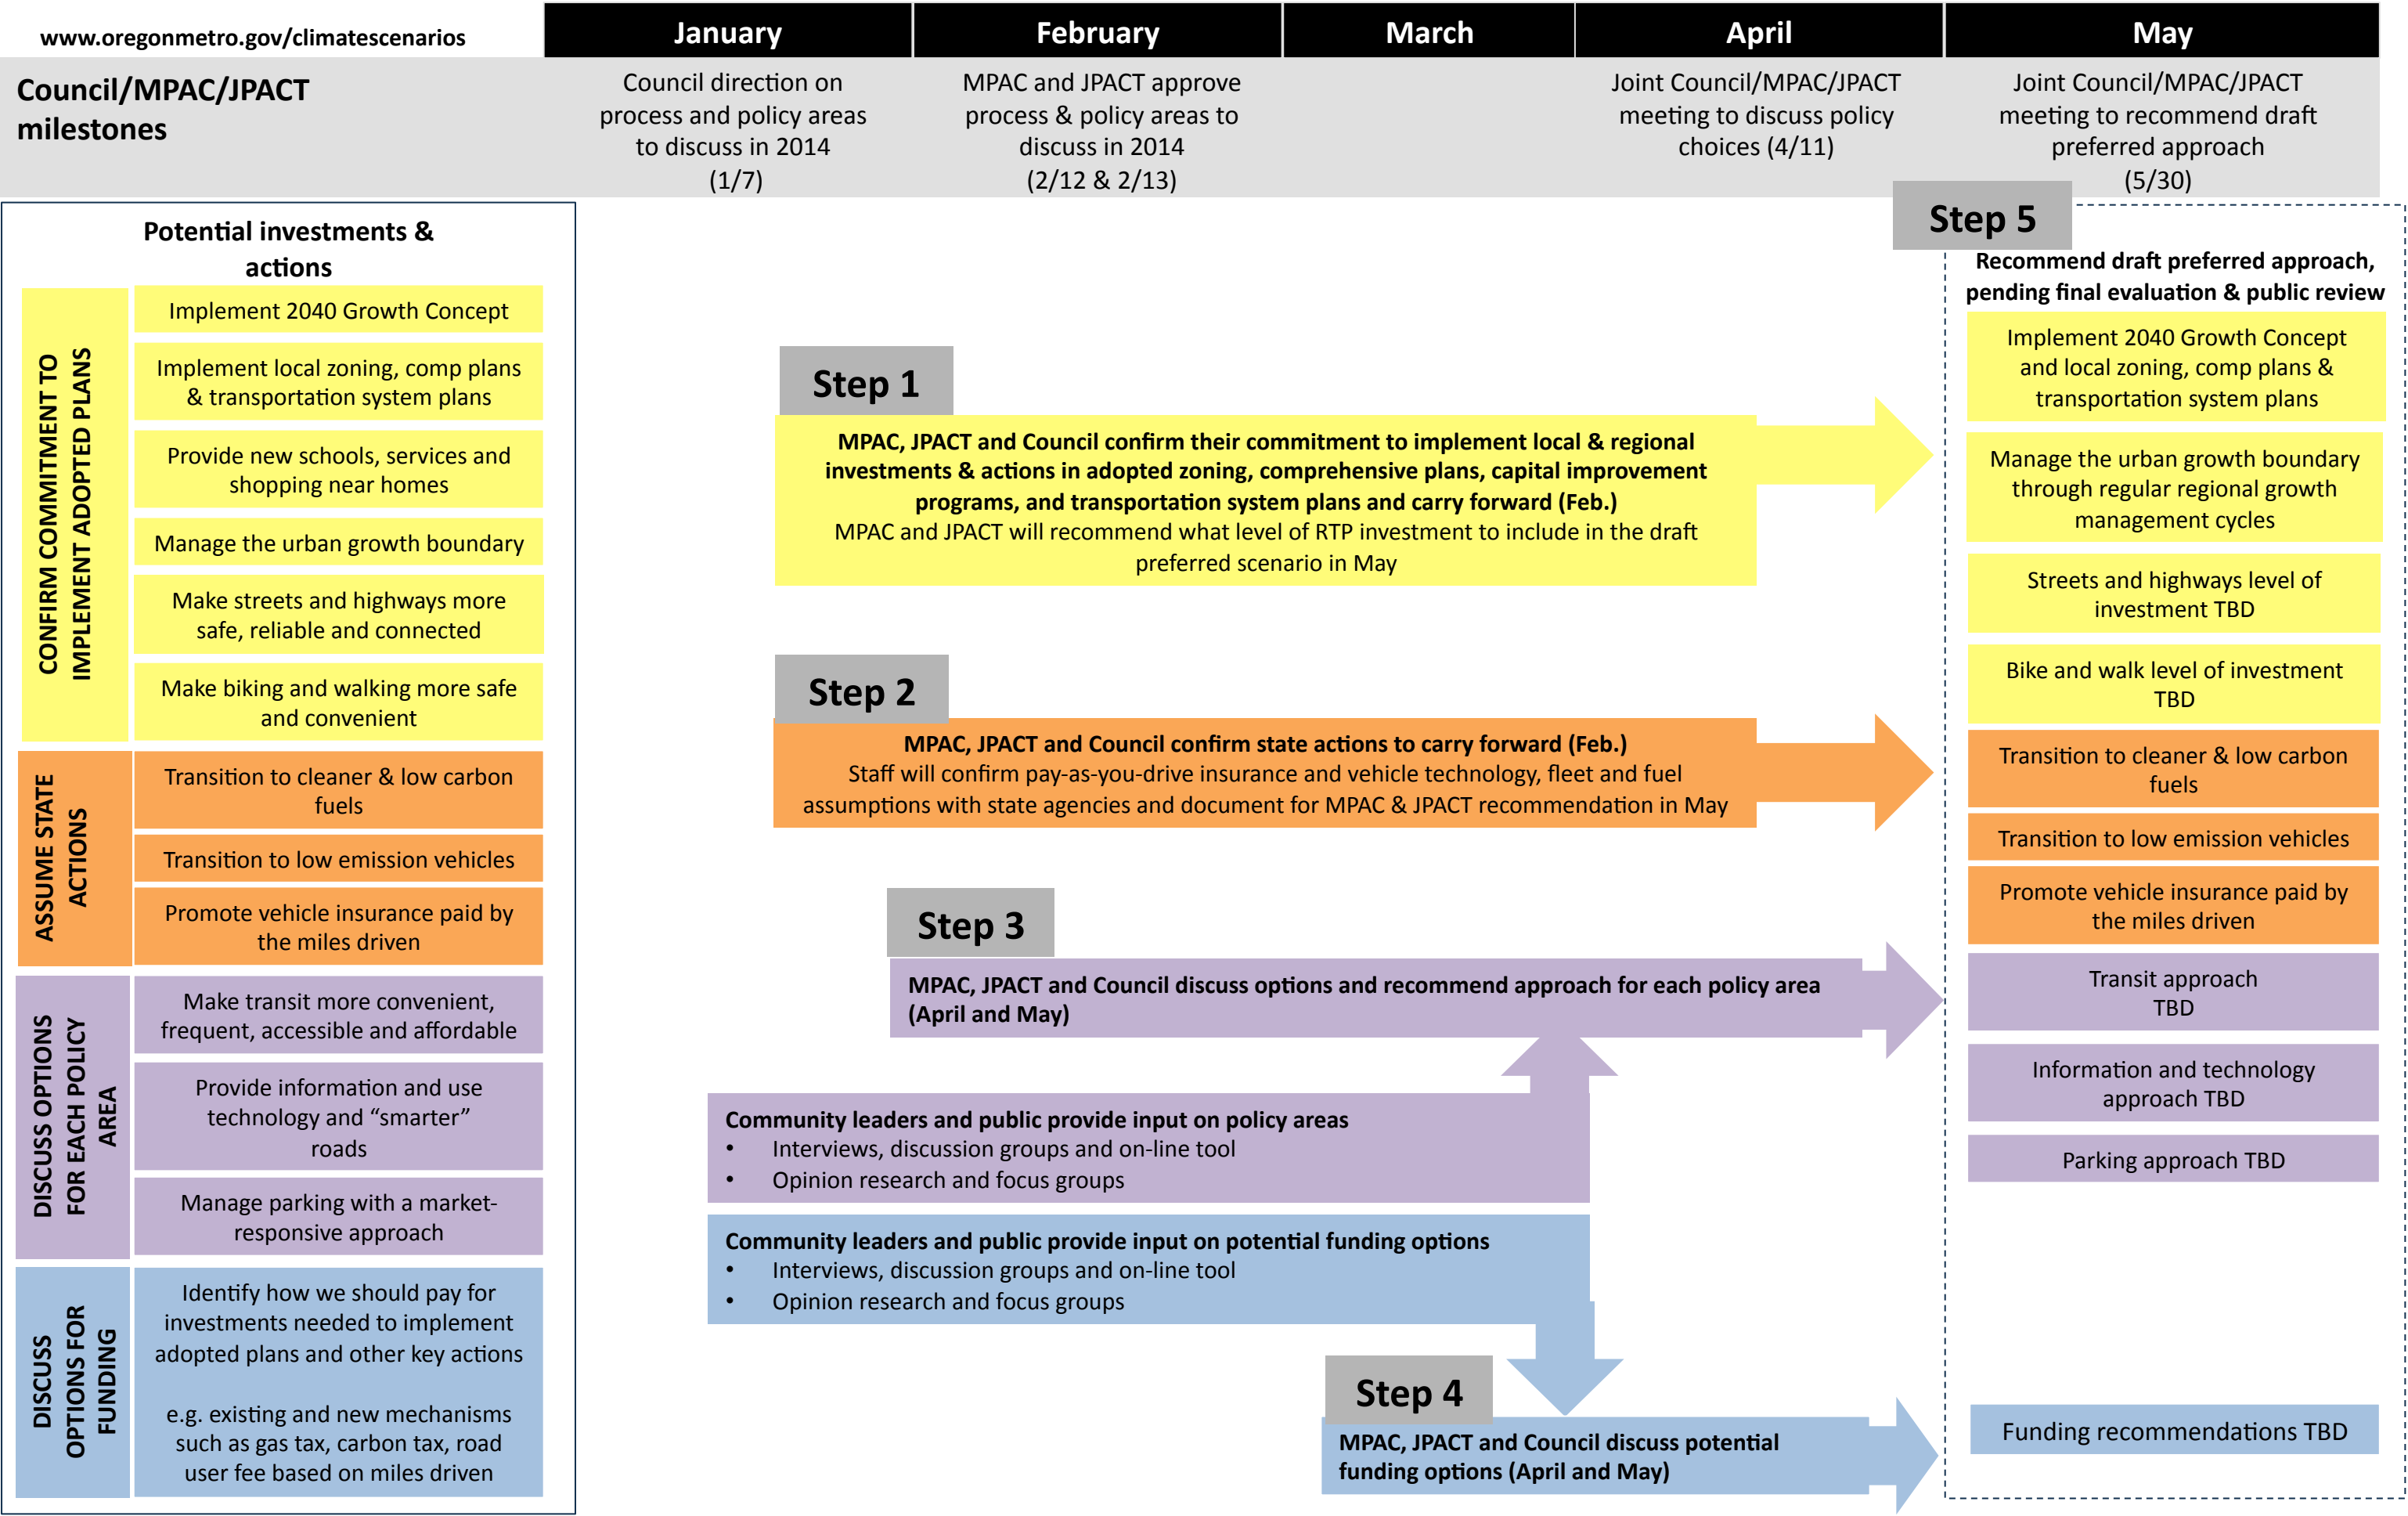 www.oregonmetro.gov/climatescenarios
January
February
March
April
May
Council/MPAC/JPACT
milestones
Council direction on
process and policy areas
to discuss in 2014
(1/7)
MPAC and JPACT approve
process & policy areas to
discuss in 2014
(2/12 & 2/13)
Joint Council/MPAC/JPACT
meeting to discuss policy
choices (4/11)
Joint Council/MPAC/JPACT
meeting to recommend draft
preferred approach
(5/30)
Potential investments &
actions
CONFIRM COMMITMENT TO
IMPLEMENT ADOPTED PLANS
Implement 2040 Growth Concept
Implement local zoning, comp plans
& transportation system plans
Provide new schools, services and
shopping near homes
Manage the urban growth boundary
Make streets and highways more
safe, reliable and connected
Make biking and walking more safe
and convenient
ASSUME STATE
ACTIONS
Transition to cleaner & low carbon
fuels
Transition to low emission vehicles
Promote vehicle insurance paid by
the miles driven
DISCUSS OPTIONS
FOR EACH POLICY
AREA
Make transit more convenient,
frequent, accessible and affordable
Provide information and use
technology and “smarter”
roads
Manage parking with a market-
responsive approach
DISCUSS
OPTIONS FOR
FUNDING
Identify how we should pay for
investments needed to implement
adopted plans and other key actions
e.g. existing and new mechanisms
such as gas tax, carbon tax, road
user fee based on miles driven
Step 1
MPAC, JPACT and Council confirm their commitment to implement local & regional
investments & actions in adopted zoning, comprehensive plans, capital improvement
programs, and transportation system plans and carry forward (Feb.)
MPAC and JPACT will recommend what level of RTP investment to include in the draft
preferred scenario in May
Step 2
MPAC, JPACT and Council confirm state actions to carry forward (Feb.)
Staff will confirm pay-as-you-drive insurance and vehicle technology, fleet and fuel
assumptions with state agencies and document for MPAC & JPACT recommendation in May
Step 3
MPAC, JPACT and Council discuss options and recommend approach for each policy area
(April and May)
Community leaders and public provide input on policy areas
• Interviews, discussion groups and on-line tool
• Opinion research and focus groups
Community leaders and public provide input on potential funding options
• Interviews, discussion groups and on-line tool
• Opinion research and focus groups
Step 4
MPAC, JPACT and Council discuss potential
funding options (April and May)
Step 5
Recommend draft preferred approach,
pending final evaluation & public review
Implement 2040 Growth Concept
and local zoning, comp plans &
transportation system plans
Manage the urban growth boundary
through regular regional growth
management cycles
Streets and highways level of
investment TBD
Bike and walk level of investment
TBD
Transition to cleaner & low carbon
fuels
Transition to low emission vehicles
Promote vehicle insurance paid by
the miles driven
Transit approach
TBD
Information and technology
approach TBD
Parking approach TBD
Funding recommendations TBD